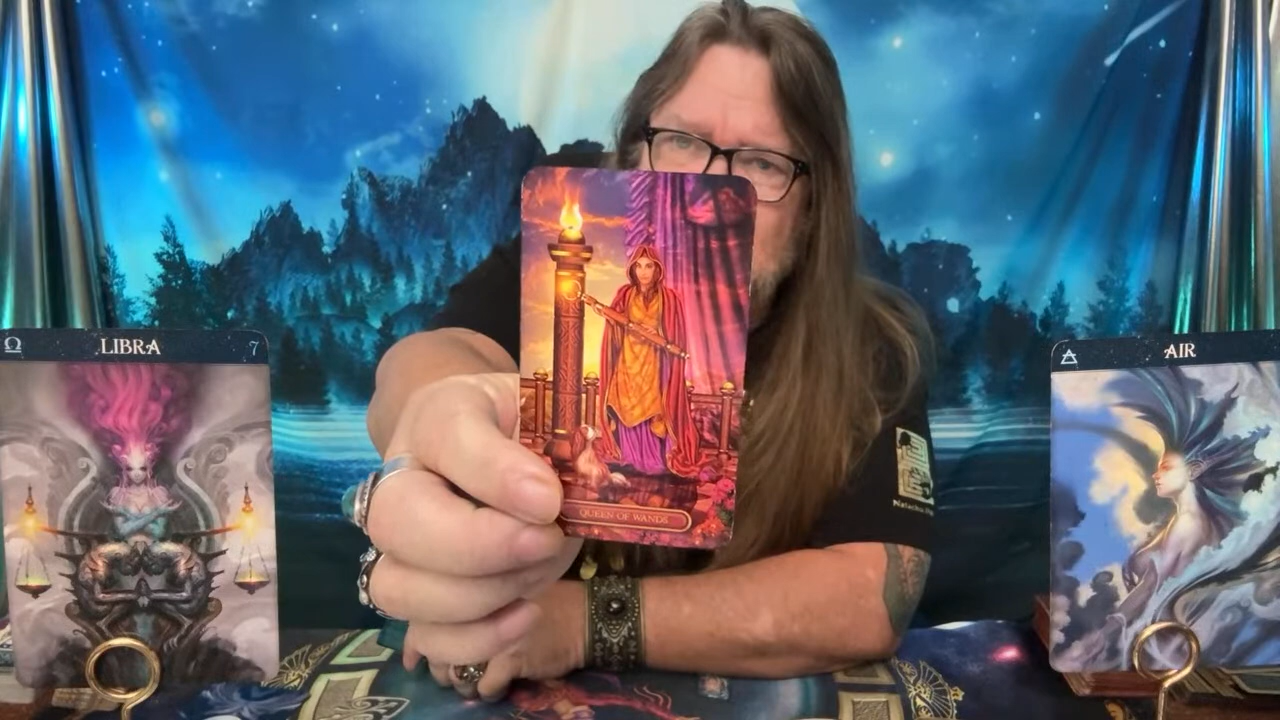 ♎ LIBRA 7
🜁 AIR
QUEEN OF WANDS